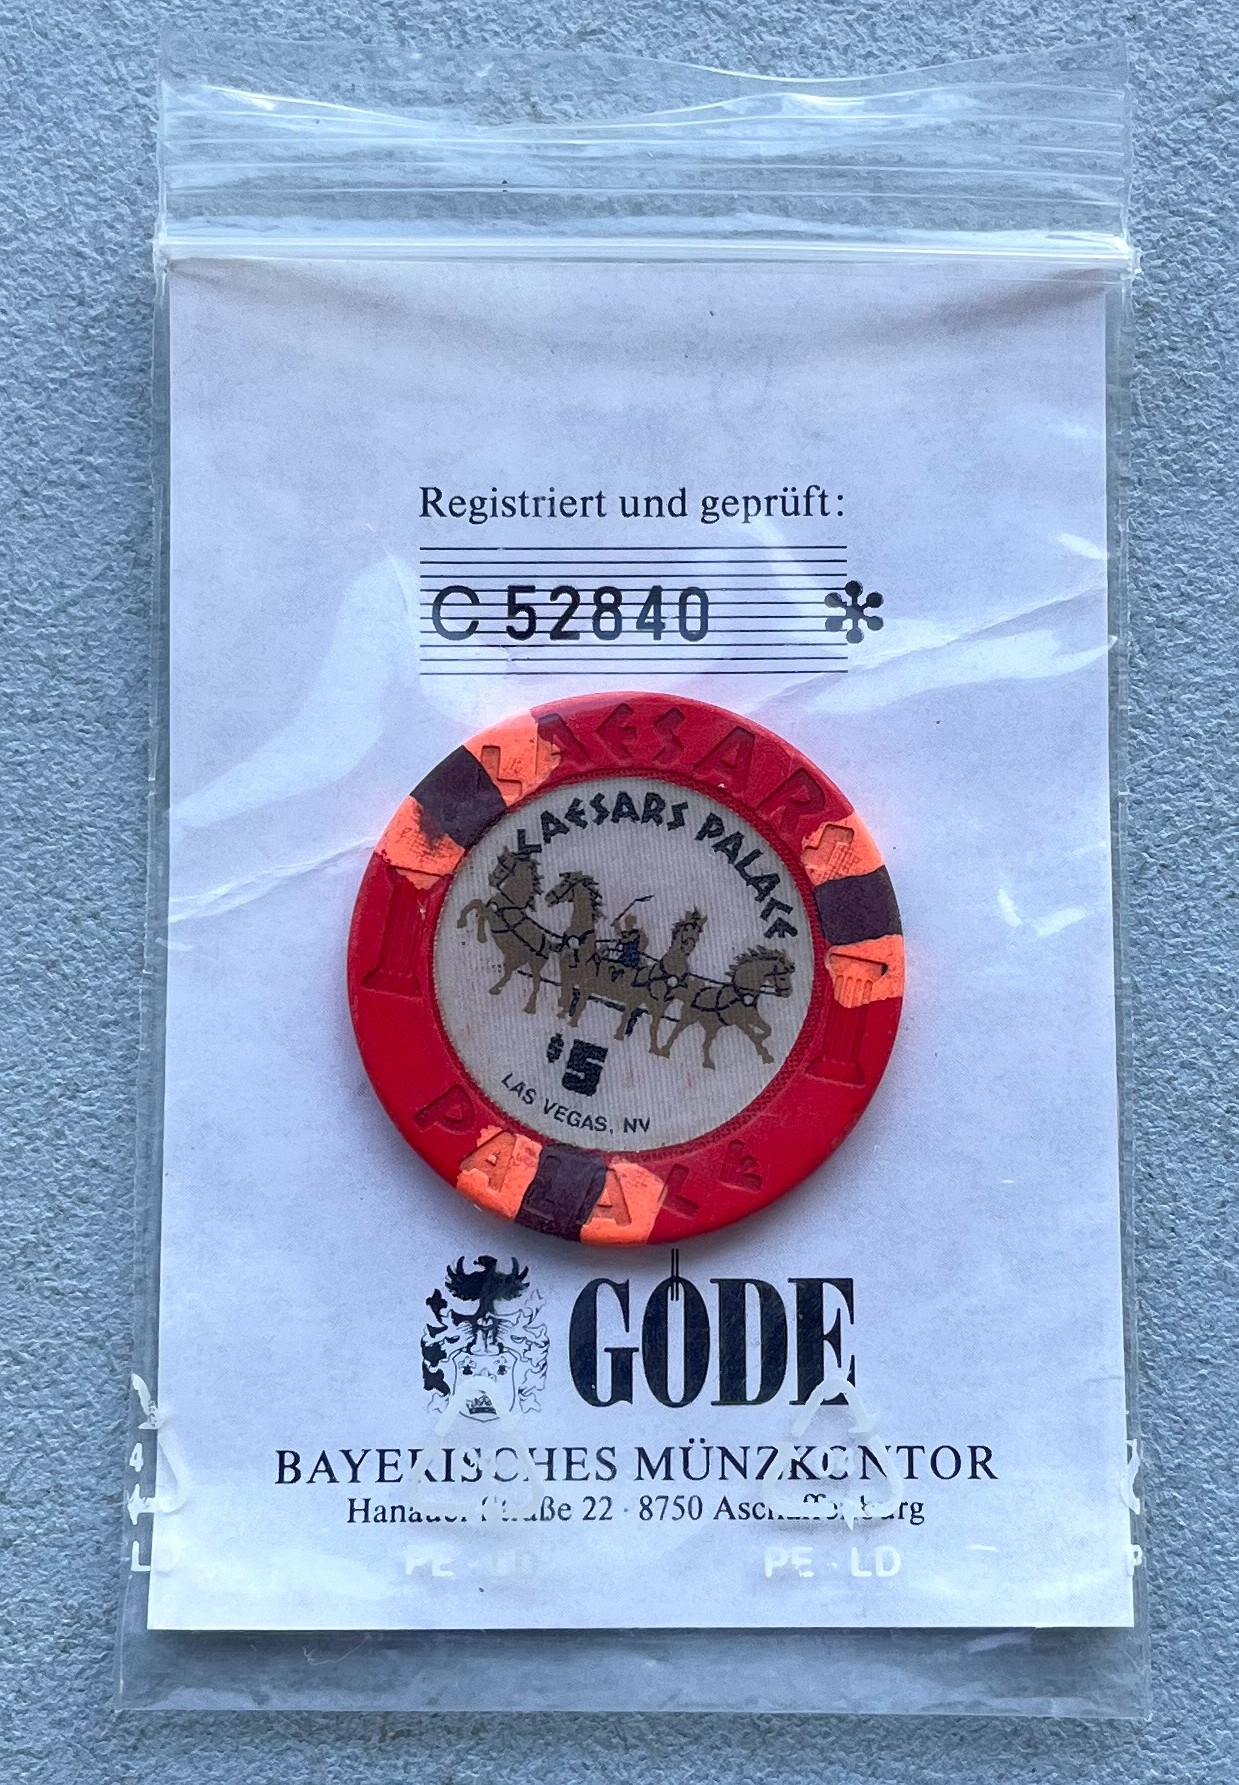 Registriert und geprüft:
C 52840 *
CAESARS
CAESARS PALACE
$5
LAS VEGAS, NV
PALACE
GÖDE
BAYERISCHES MÜNZKONTOR
Hanauer Straße 22 · 8750 Aschaffenburg
PE - LD
PE - LD